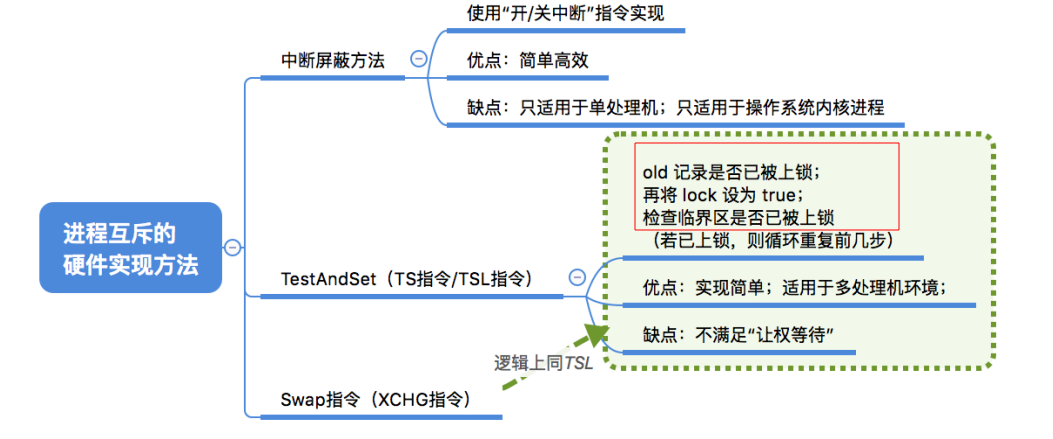 进程互斥的
硬件实现方法
中断屏蔽方法
使用“开/关中断”指令实现
优点：简单高效
缺点：只适用于单处理机；只适用于操作系统内核进程
TestAndSet（TS指令/TSL指令）
old 记录是否已被上锁；
再将 lock 设为 true；
检查临界区是否已被上锁
（若已上锁，则循环重复前几步）
优点：实现简单；适用于多处理机环境；
缺点：不满足“让权等待”
逻辑上同TSL
Swap指令（XCHG指令）